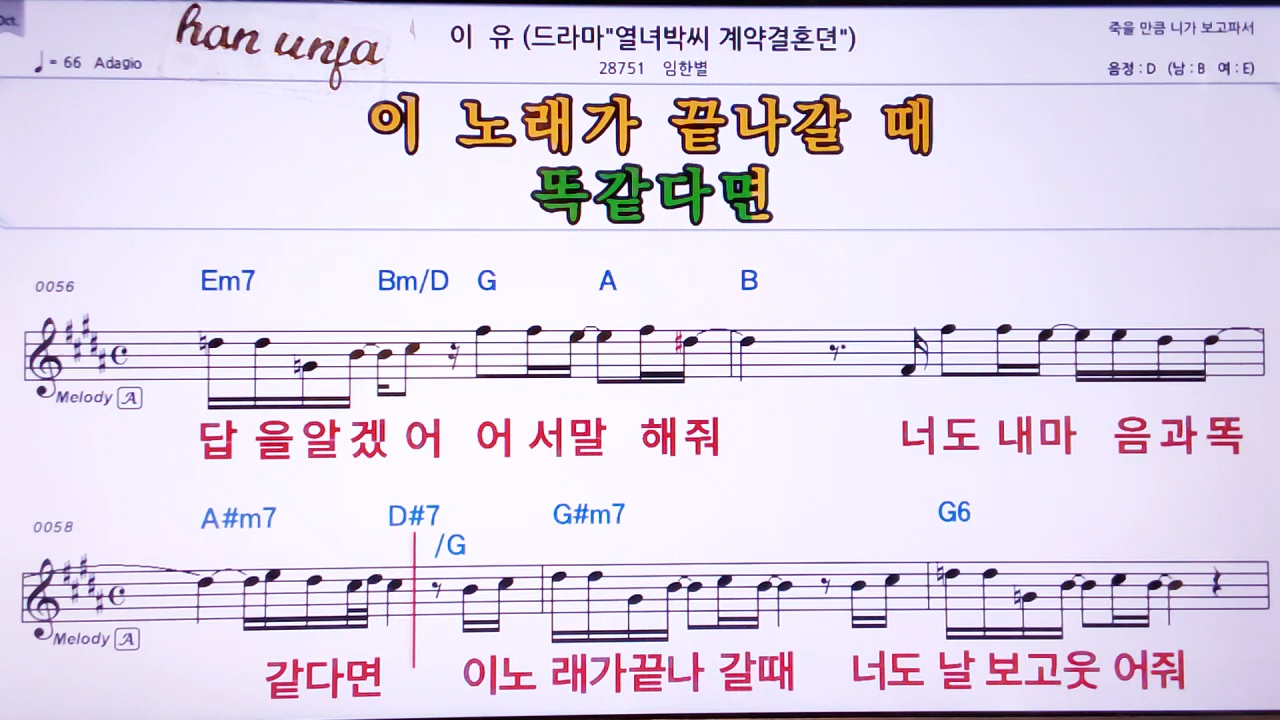 Oct.
han unfa
이 유 (드라마"열녀박씨 계약결혼뎐")
죽을 만큼 니가 보고파서
♩= 66 Adagio
28751 임한별
음정 : D (남 : B 여 : E)
이 노래가 끝나갈 때
똑같다면
0056 Em7 Bm/D G A B
Melody A
답 을알겠 어 어 서말 해줘 너도 내마 음과똑
0058 A#m7 D#7 /G G#m7 G6
Melody A
같다면 이노 래가끝나 갈때 너도 날 보고웃 어줘